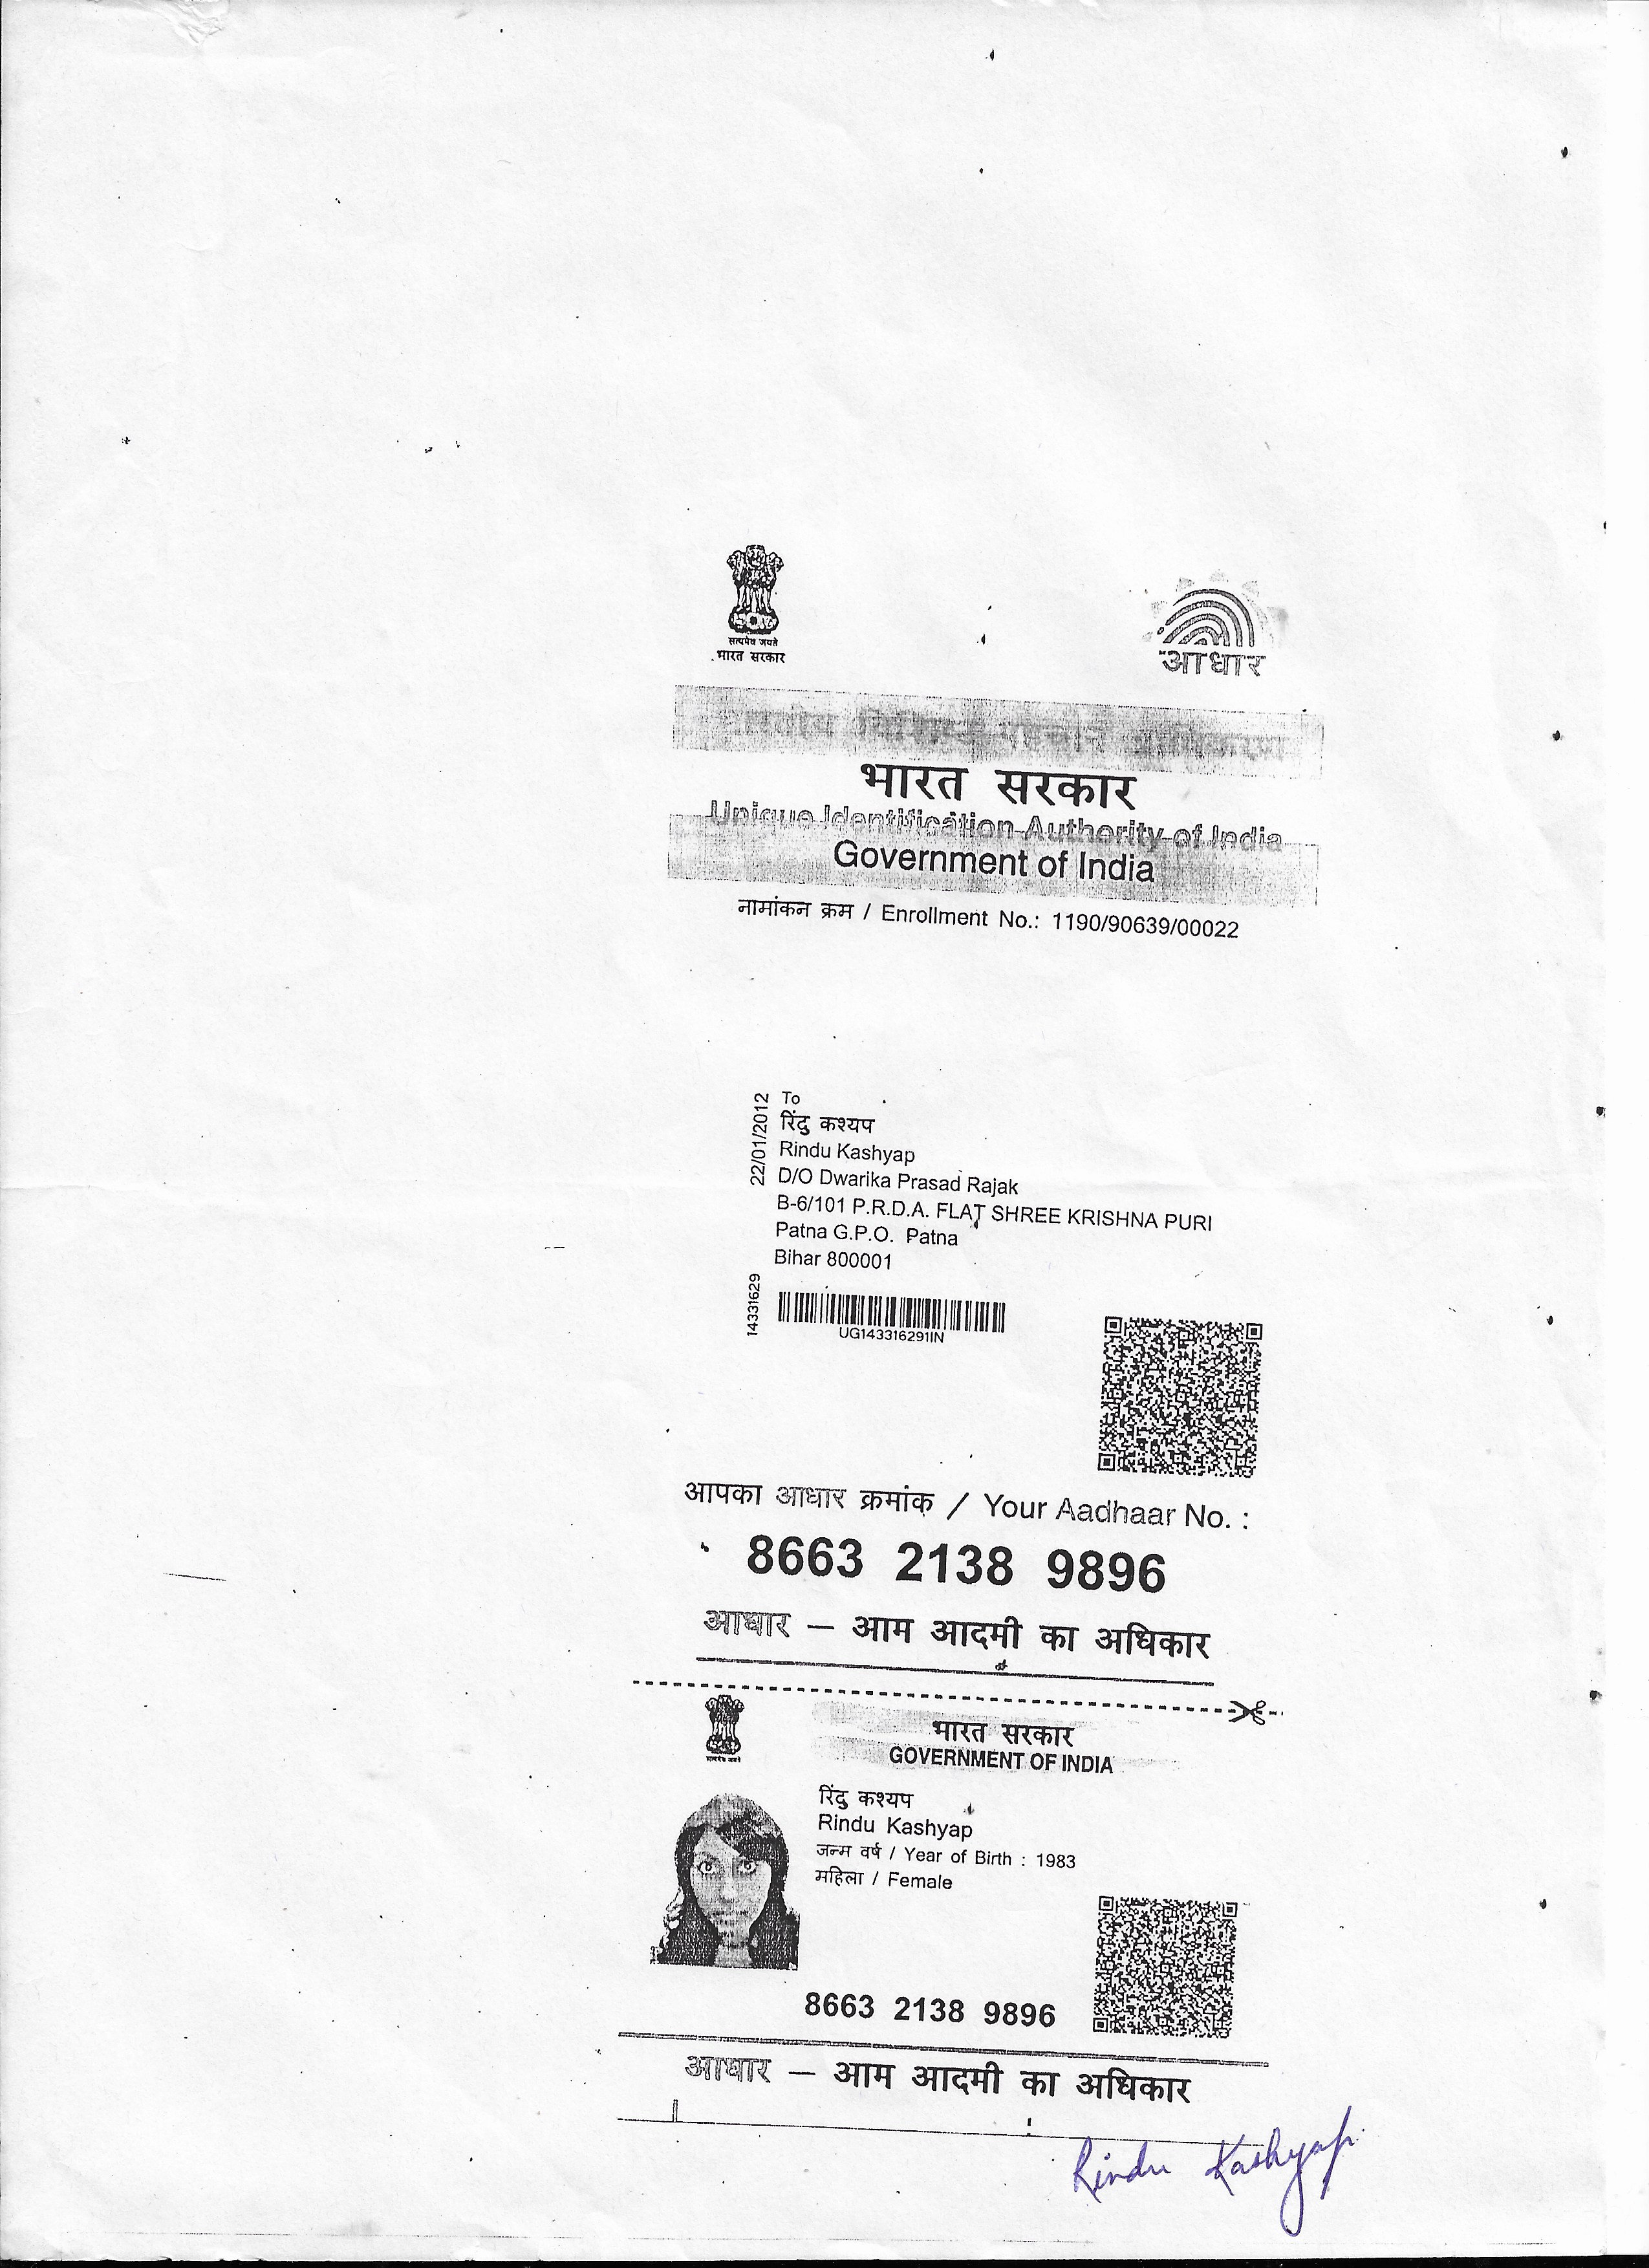 सत्यमेव जयते
भारत सरकार
आधार
भारतीय विशिष्ट पहचान प्राधिकरण
भारत सरकार
Unique Identification Authority of India
Government of India
नामांकन क्रम / Enrollment No.: 1190/90639/00022
22/01/2012
To
रिंदु कश्यप
Rindu Kashyap
D/O Dwarika Prasad Rajak
B-6/101 P.R.D.A. FLAT SHREE KRISHNA PURI
Patna G.P.O. Patna
Bihar 800001
14331629
UG143316291IN
आपका आधार क्रमांक / Your Aadhaar No. :
8663 2138 9896
आधार – आम आदमी का अधिकार
भारत सरकार
GOVERNMENT OF INDIA
रिंदु कश्यप
Rindu Kashyap
जन्म वर्ष / Year of Birth : 1983
महिला / Female
8663 2138 9896
आधार – आम आदमी का अधिकार
Rindu Kashyap